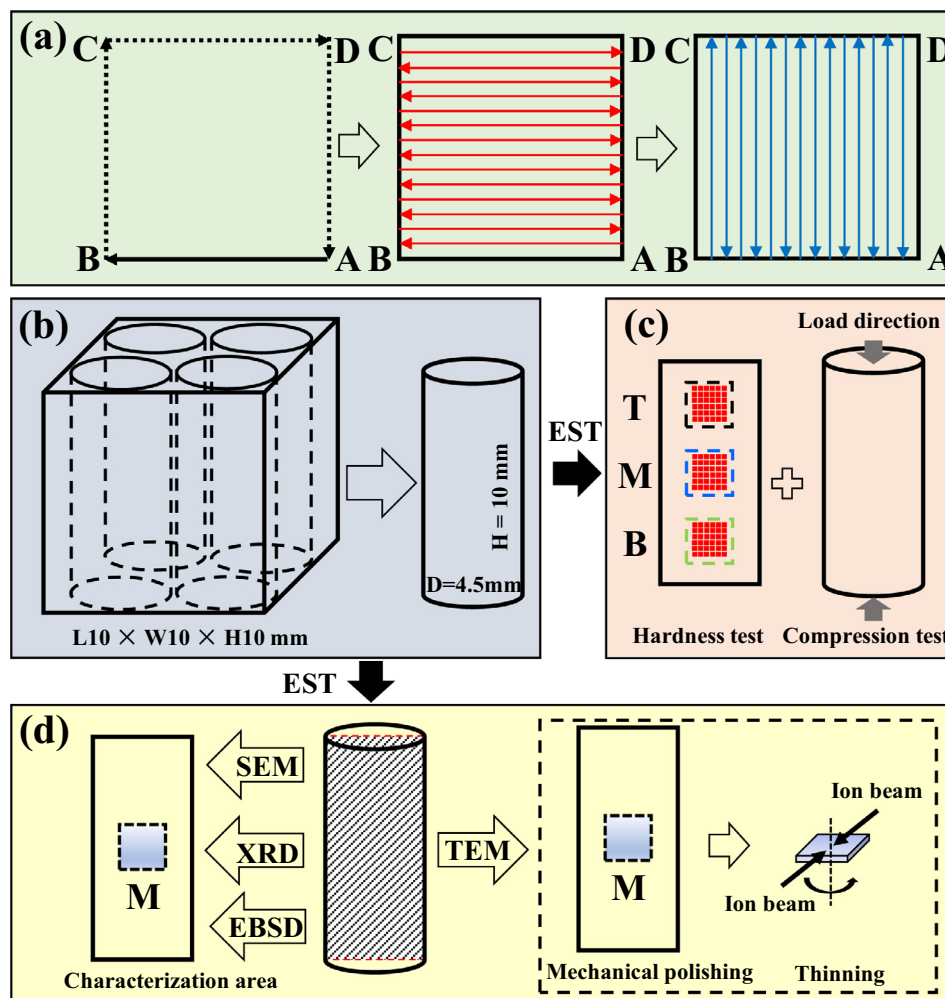 (a)
C D C D C D
B A B A B A
(b)
H = 10 mm
D=4.5mm
L10 × W10 × H10 mm
EST
(c)
Load direction
T
M
B
Hardness test
Compression test
EST
(d)
SEM
XRD
EBSD
M
Characterization area
TEM
M
Mechanical polishing
Ion beam
Ion beam
Thinning